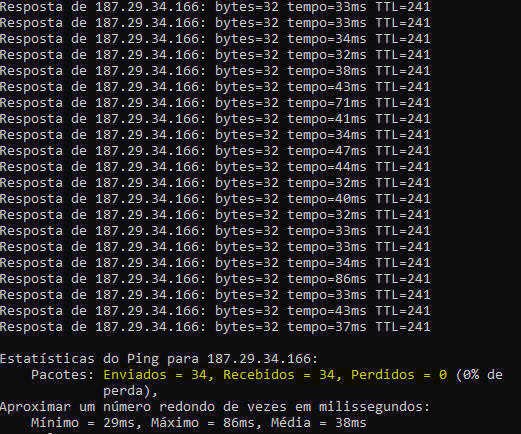 Resposta de 187.29.34.166: bytes=32 tempo=33ms TTL=241
Resposta de 187.29.34.166: bytes=32 tempo=33ms TTL=241
Resposta de 187.29.34.166: bytes=32 tempo=34ms TTL=241
Resposta de 187.29.34.166: bytes=32 tempo=32ms TTL=241
Resposta de 187.29.34.166: bytes=32 tempo=38ms TTL=241
Resposta de 187.29.34.166: bytes=32 tempo=43ms TTL=241
Resposta de 187.29.34.166: bytes=32 tempo=71ms TTL=241
Resposta de 187.29.34.166: bytes=32 tempo=41ms TTL=241
Resposta de 187.29.34.166: bytes=32 tempo=34ms TTL=241
Resposta de 187.29.34.166: bytes=32 tempo=47ms TTL=241
Resposta de 187.29.34.166: bytes=32 tempo=44ms TTL=241
Resposta de 187.29.34.166: bytes=32 tempo=32ms TTL=241
Resposta de 187.29.34.166: bytes=32 tempo=40ms TTL=241
Resposta de 187.29.34.166: bytes=32 tempo=32ms TTL=241
Resposta de 187.29.34.166: bytes=32 tempo=33ms TTL=241
Resposta de 187.29.34.166: bytes=32 tempo=33ms TTL=241
Resposta de 187.29.34.166: bytes=32 tempo=34ms TTL=241
Resposta de 187.29.34.166: bytes=32 tempo=86ms TTL=241
Resposta de 187.29.34.166: bytes=32 tempo=33ms TTL=241
Resposta de 187.29.34.166: bytes=32 tempo=43ms TTL=241
Resposta de 187.29.34.166: bytes=32 tempo=37ms TTL=241
Estatísticas do Ping para 187.29.34.166:
Pacotes: Enviados = 34, Recebidos = 34, Perdidos = 0 (0% de
perda),
Aproximar um número redondo de vezes em milissegundos:
Mínimo = 29ms, Máximo = 86ms, Média = 38ms